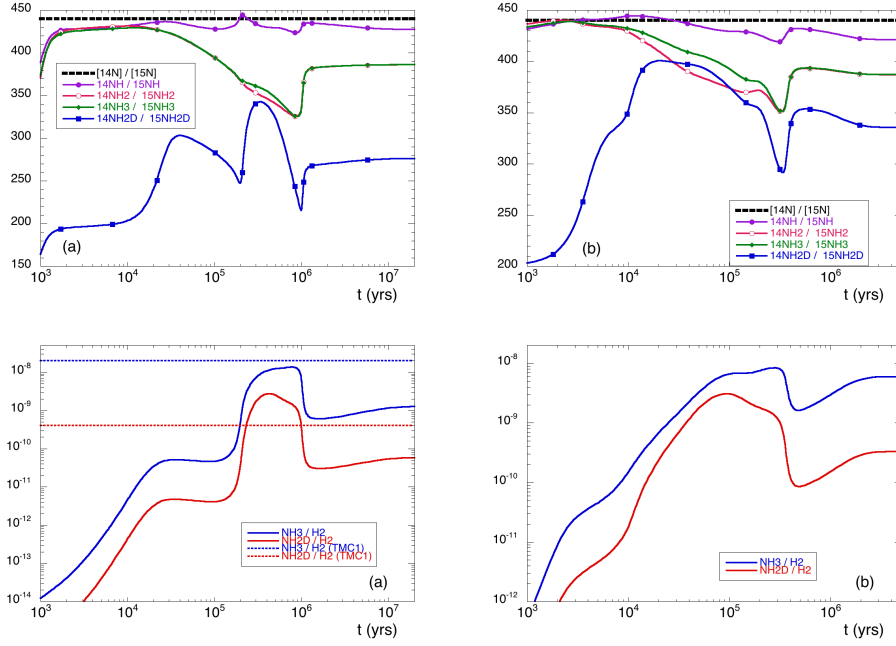 450
400
350
300
250
200
150
[14N] / [15N]
14NH / 15NH
14NH2 / 15NH2
14NH3 / 15NH3
14NH2D / 15NH2D
(a)
10^3 10^4 10^5 10^6 10^7
t (yrs)
450
400
350
300
250
200
[14N] / [15N]
14NH / 15NH
14NH2 / 15NH2
14NH3 / 15NH3
14NH2D / 15NH2D
(b)
10^3 10^4 10^5 10^6
t (yrs)
10^-8
10^-9
10^-10
10^-11
10^-12
10^-13
10^-14
NH3 / H2
NH2D / H2
NH3 / H2 (TMC1)
NH2D / H2 (TMC1)
(a)
10^3 10^4 10^5 10^6 10^7
t (yrs)
10^-8
10^-9
10^-10
10^-11
10^-12
NH3 / H2
NH2D / H2
(b)
10^3 10^4 10^5 10^6
t (yrs)